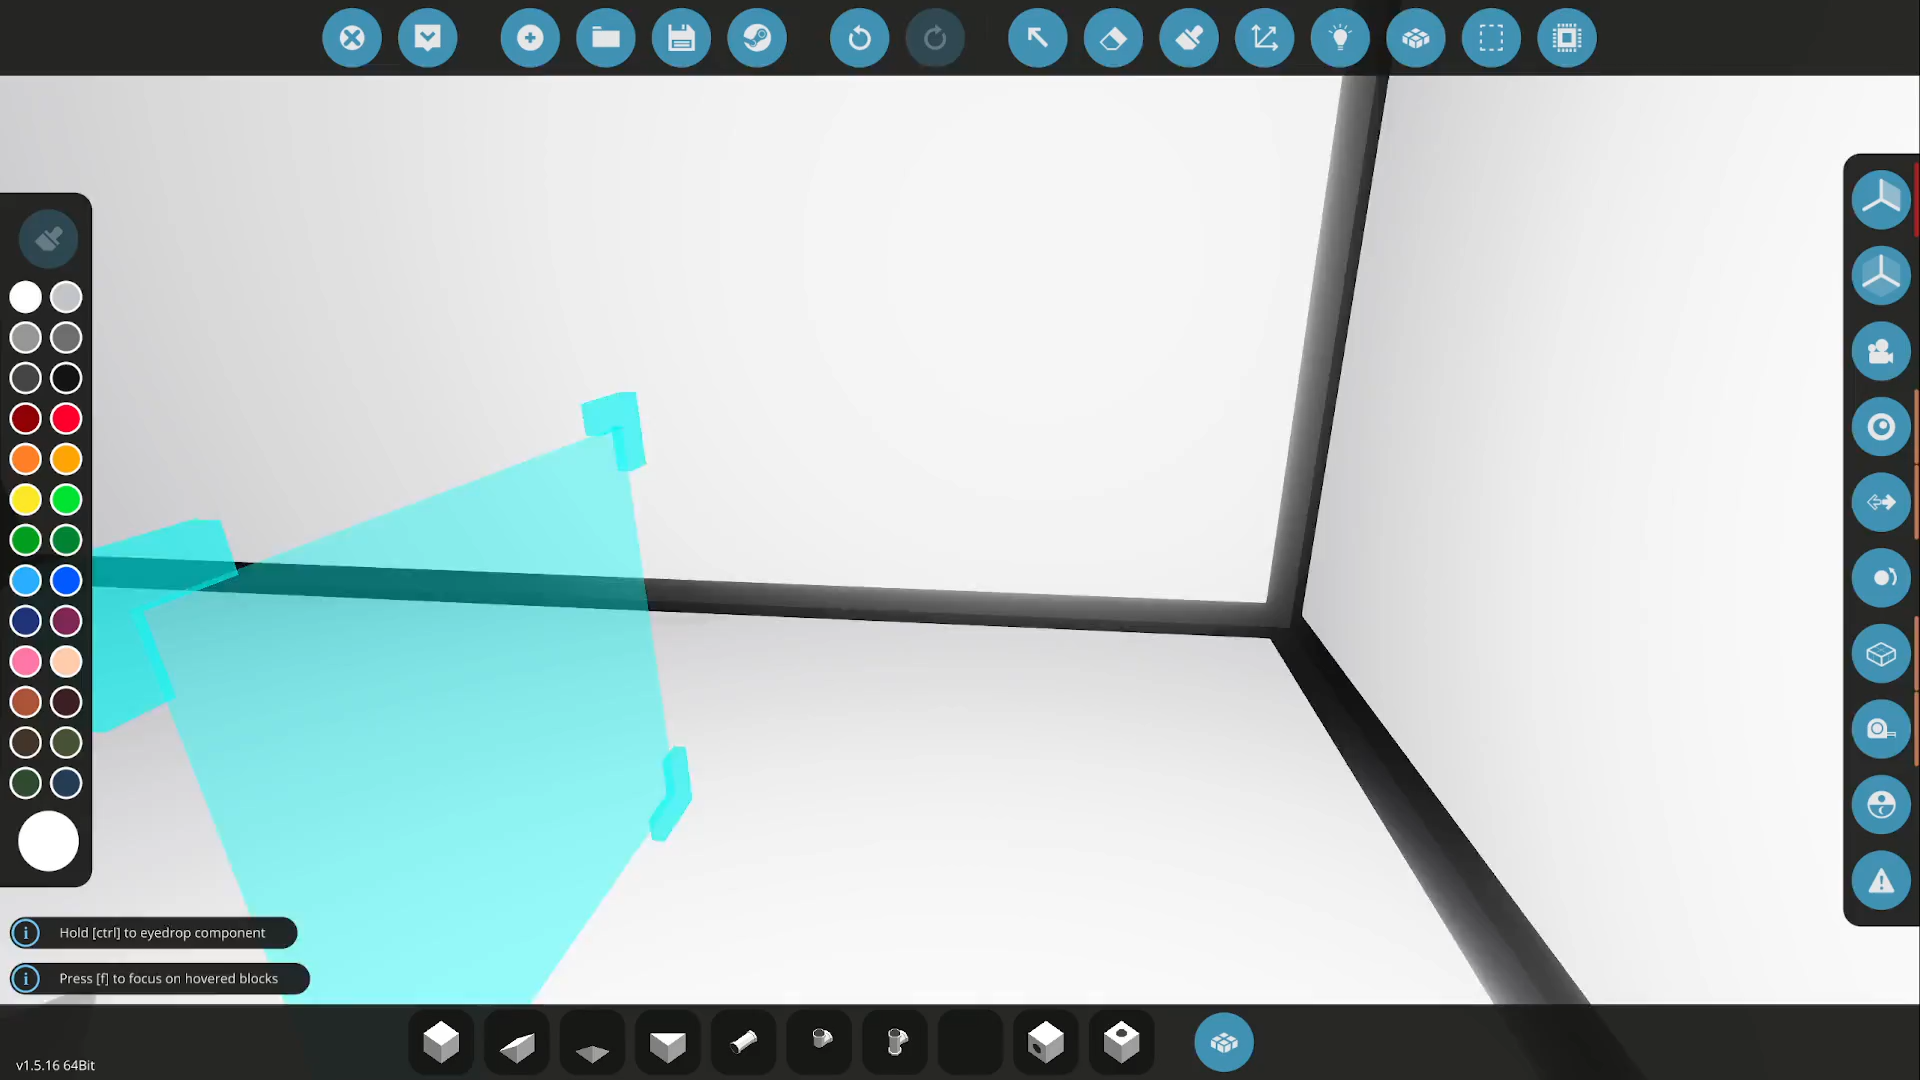 Hold [ctrl] to eyedrop component
Press [f] to focus on hovered blocks
v1.5.16 64Bit